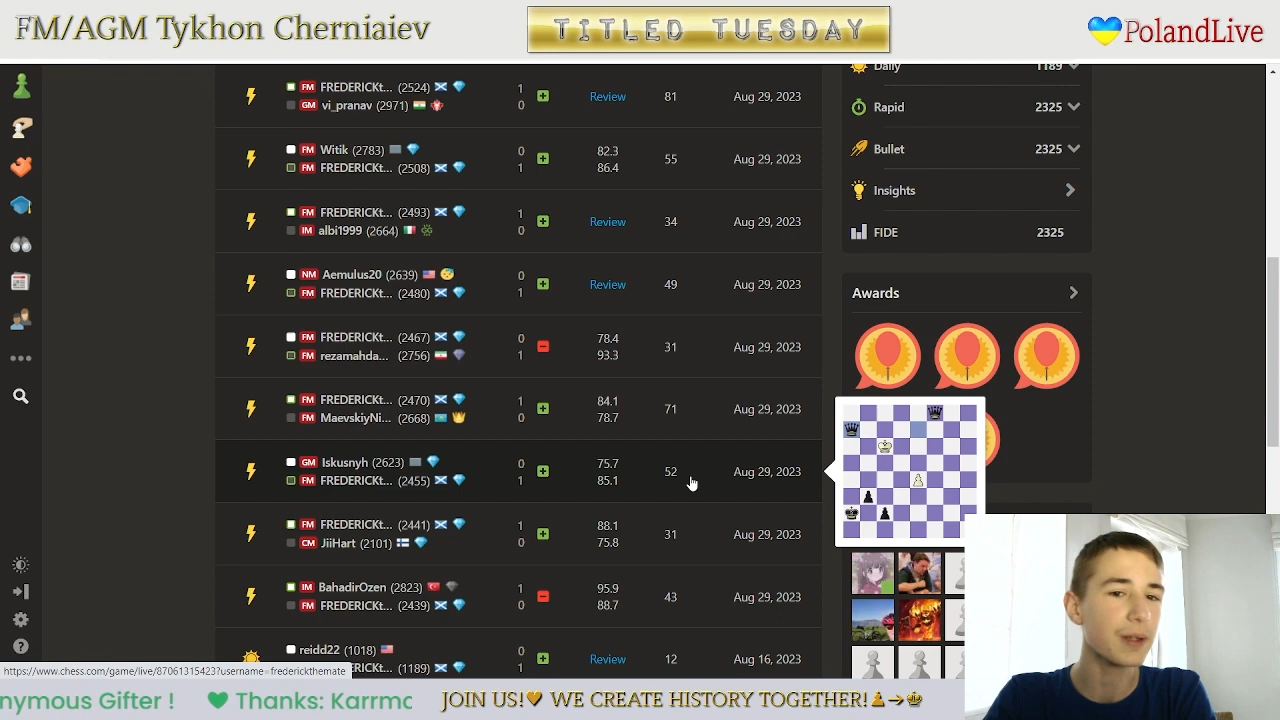 FM/AGM Tykhon Cherniaiev
TITLED TUESDAY
PolandLive
FM FREDERICKt... (2524) 1 Review 81 Aug 29, 2023
GM vi_pranav (2971) 0
FM Witik (2783) 0 82.3 55 Aug 29, 2023
FM FREDERICKt... (2508) 1 86.4
FM FREDERICKt... (2493) 1 Review 34 Aug 29, 2023
IM albi1999 (2664) 0
NM Aemulus20 (2639) 0 Review 49 Aug 29, 2023
FM FREDERICKt... (2480) 1
FM FREDERICKt... (2467) 0 78.4 31 Aug 29, 2023
FM rezamahda... (2756) 1 93.3
FM FREDERICKt... (2470) 1 84.1 71 Aug 29, 2023
FM MaevskiyNi... (2668) 0 78.7
GM Iskusnyh (2623) 0 75.7 52 Aug 29, 2023
FM FREDERICKt... (2455) 1 85.1
FM FREDERICKt... (2441) 1 88.1 31 Aug 29, 2023
CM JiiHart (2101) 0 75.8
IM BahadirOzen (2823) 1 95.9 43 Aug 29, 2023
FM FREDERICKt... (2439) 0 88.7
reidd22 (1018) 0 Review 12 Aug 16, 2023
RICKt... (1189) 1
Daily 1189
Rapid 2325
Bullet 2325
Insights
FIDE 2325
Awards
https://www.chess.com/game/live/87061315423?username=frederickthemate
nymous Gifter ! Thanks: Karrmc
JOIN US! WE CREATE HISTORY TOGETHER!